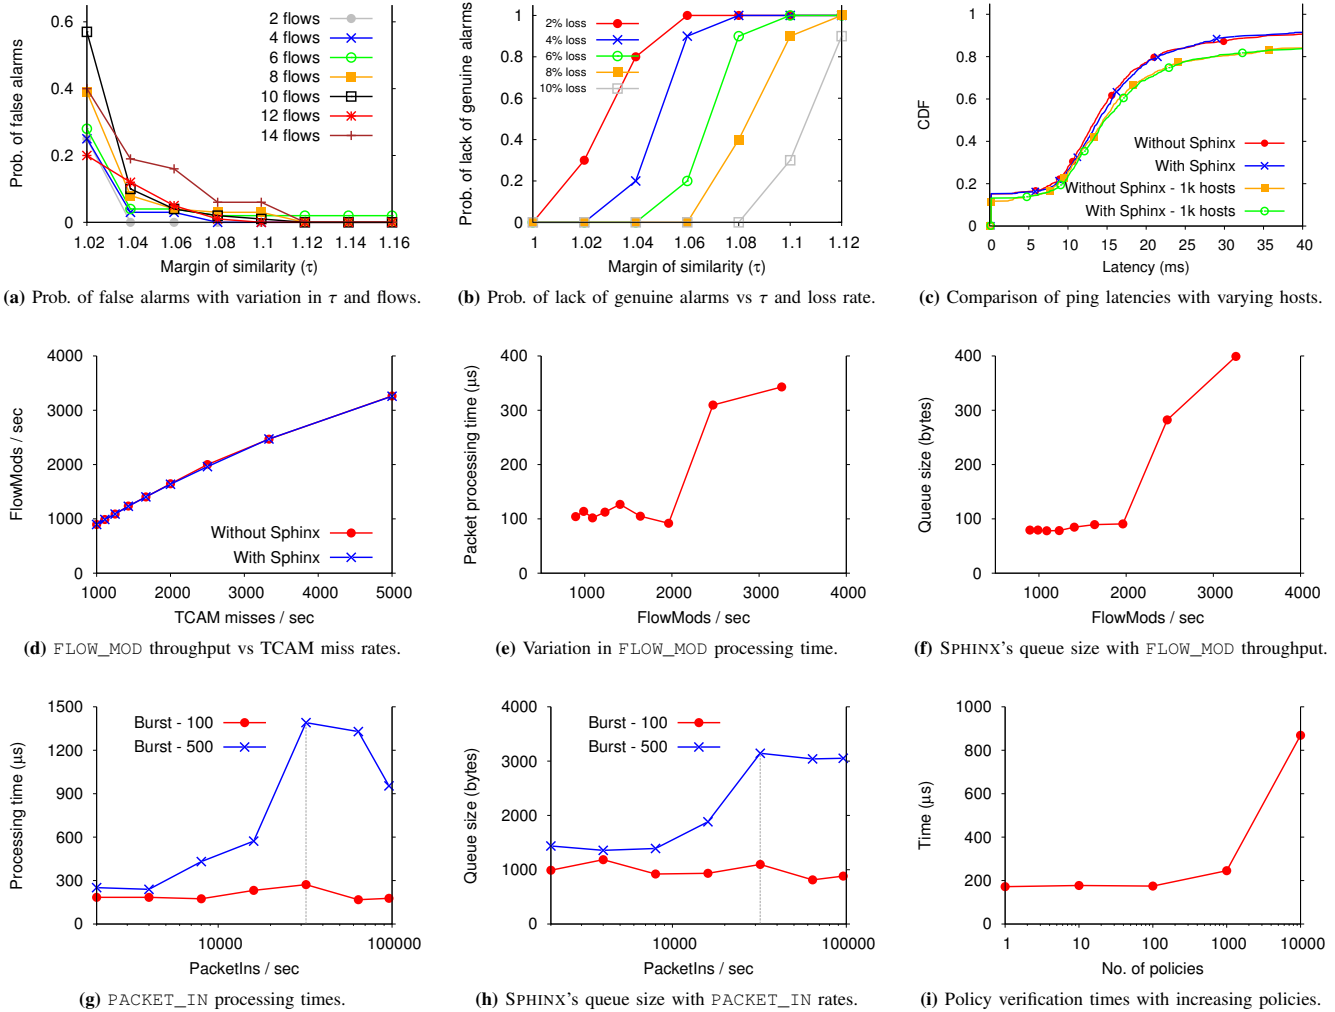 Prob. of false alarms
0.6
0.4
0.2
0
1.02 1.04 1.06 1.08 1.1 1.12 1.14 1.16
Margin of similarity (τ)
2 flows
4 flows
6 flows
8 flows
10 flows
12 flows
14 flows
(a) Prob. of false alarms with variation in τ and flows.
Prob. of lack of genuine alarms
1
0.8
0.6
0.4
0.2
0
1 1.02 1.04 1.06 1.08 1.1 1.12
Margin of similarity (τ)
2% loss
4% loss
6% loss
8% loss
10% loss
(b) Prob. of lack of genuine alarms vs τ and loss rate.
CDF
1
0.8
0.6
0.4
0.2
0
0 5 10 15 20 25 30 35 40
Latency (ms)
Without Sphinx
With Sphinx
Without Sphinx - 1k hosts
With Sphinx - 1k hosts
(c) Comparison of ping latencies with varying hosts.
FlowMods / sec
4000
3000
2000
1000
0
1000 2000 3000 4000 5000
TCAM misses / sec
Without Sphinx
With Sphinx
(d) FLOW_MOD throughput vs TCAM miss rates.
Packet processing time (µs)
400
300
200
100
0
1000 2000 3000 4000
FlowMods / sec
(e) Variation in FLOW_MOD processing time.
Queue size (bytes)
400
300
200
100
0
1000 2000 3000 4000
FlowMods / sec
(f) SPHINX's queue size with FLOW_MOD throughput.
Processing time (µs)
1500
1200
900
600
300
0
10000 100000
PacketIns / sec
Burst - 100
Burst - 500
(g) PACKET_IN processing times.
Queue size (bytes)
4000
3000
2000
1000
0
10000 100000
PacketIns / sec
Burst - 100
Burst - 500
(h) SPHINX's queue size with PACKET_IN rates.
Time (µs)
1000
800
600
400
200
0
1 10 100 1000 10000
No. of policies
(i) Policy verification times with increasing policies.